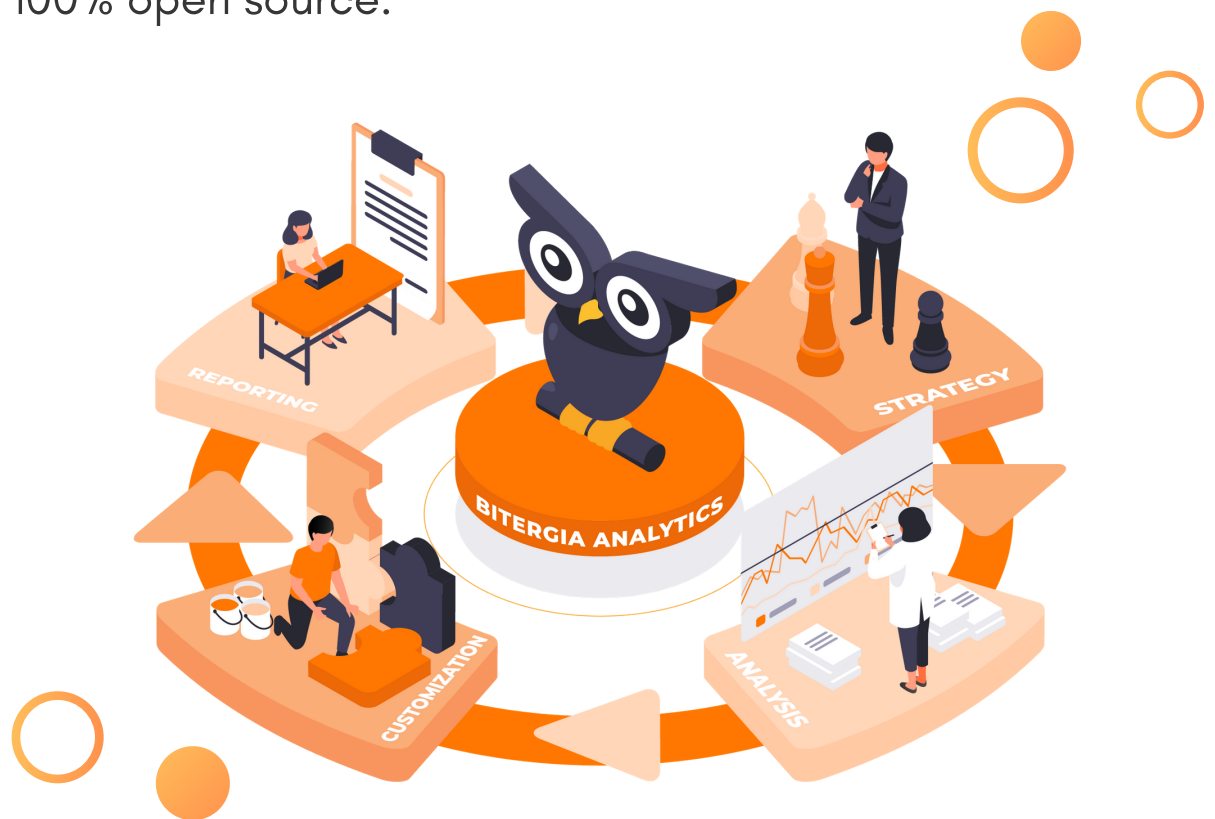 100% open source.
REPORTING
STRATEGY
BITERGIA ANALYTICS
CUSTOMIZATION
ANALYSIS